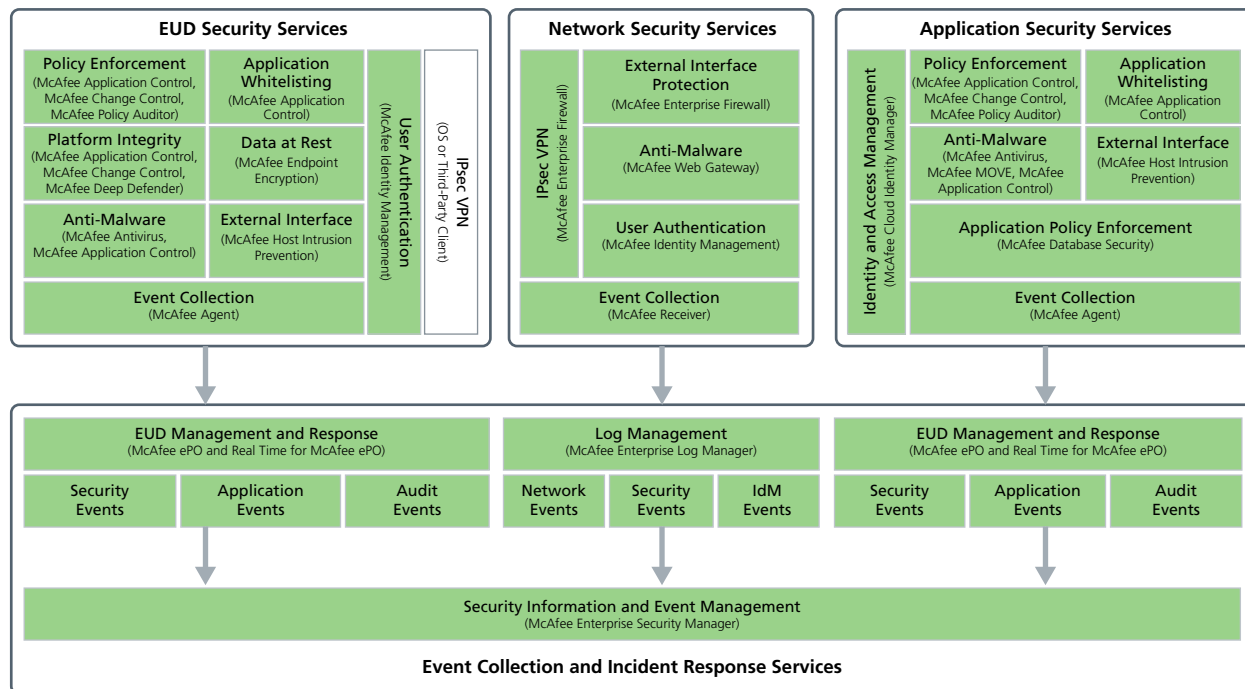 EUD Security Services
Policy Enforcement
(McAfee Application Control,
McAfee Change Control,
McAfee Policy Auditor)
Application
Whitelisting
(McAfee Application
Control)
Platform Integrity
(McAfee Application Control,
McAfee Change Control,
McAfee Deep Defender)
Data at Rest
(McAfee Endpoint
Encryption)
Anti-Malware
(McAfee Antivirus,
McAfee Application Control)
External Interface
(McAfee Host Intrusion
Prevention)
Event Collection
(McAfee Agent)
User Authentication
(McAfee Identity Management)
IPsec VPN
(OS or Third-Party Client)
Network Security Services
IPsec VPN
(McAfee Enterprise Firewall)
External Interface
Protection
(McAfee Enterprise Firewall)
Anti-Malware
(McAfee Web Gateway)
User Authentication
(McAfee Identity Management)
Event Collection
(McAfee Receiver)
Application Security Services
Identity and Access Management
(McAfee Cloud Identity Manager)
Policy Enforcement
(McAfee Application Control,
McAfee Change Control,
McAfee Policy Auditor)
Application
Whitelisting
(McAfee Application
Control)
Anti-Malware
(McAfee Antivirus,
McAfee MOVE, McAfee
Application Control)
External Interface
(McAfee Host Intrusion
Prevention)
Application Policy Enforcement
(McAfee Database Security)
Event Collection
(McAfee Agent)
EUD Management and Response
(McAfee ePO and Real Time for McAfee ePO)
Security
Events
Application
Events
Audit
Events
Log Management
(McAfee Enterprise Log Manager)
Network
Events
Security
Events
IdM
Events
EUD Management and Response
(McAfee ePO and Real Time for McAfee ePO)
Security
Events
Application
Events
Audit
Events
Security Information and Event Management
(McAfee Enterprise Security Manager)
Event Collection and Incident Response Services